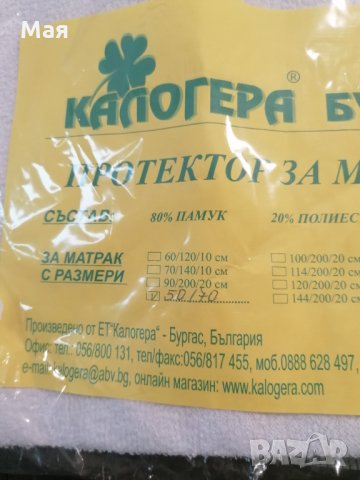 Мая
КАЛОГЕРА ® БУ
ПРОТЕКТОР ЗА М
СЪСТАВ: 80% ПАМУК 20% ПОЛИЕС
ЗА МАТРАК С РАЗМЕРИ
60/120/10 см 100/200/20 см
70/140/10 см 114/200/20 см
90/200/20 см 120/200/20 см
50/70 144/200/20 см
Произведено от ЕТ"Калогера" - Бургас, България
Офис: тел.: 056/800 131, тел/факс:056/817 455, моб.0888 628 497,
e-mail: kalogera@abv.bg, онлайн магазин: www.kalogera.com
BAZAR